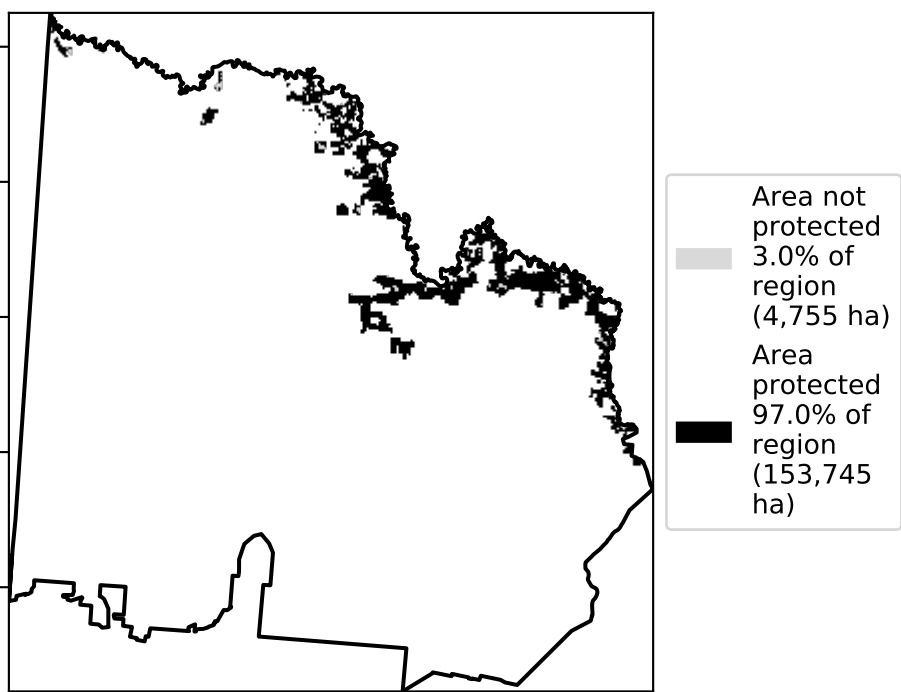 Area not
protected
3.0% of
region
(4,755 ha)
Area
protected
97.0% of
region
(153,745
ha)